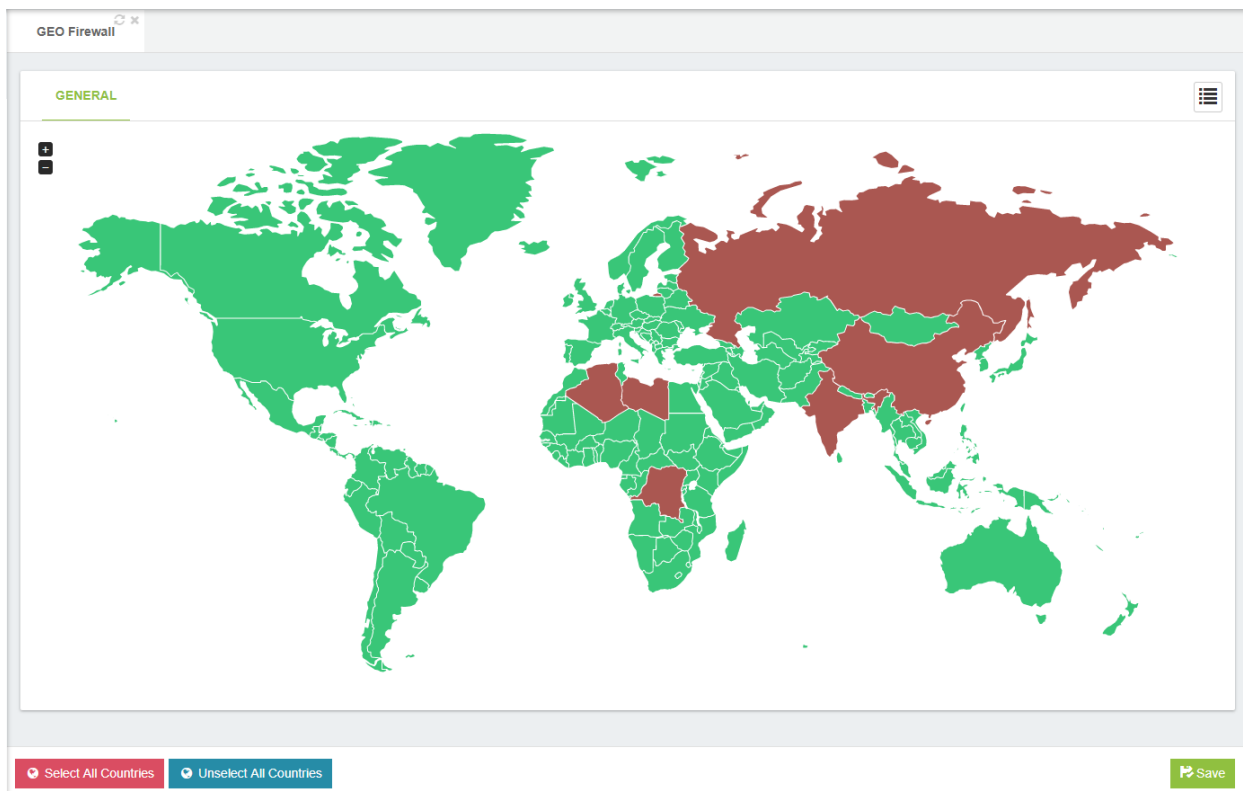 GEO Firewall
GENERAL
+
−
Select All Countries
Unselect All Countries
Save